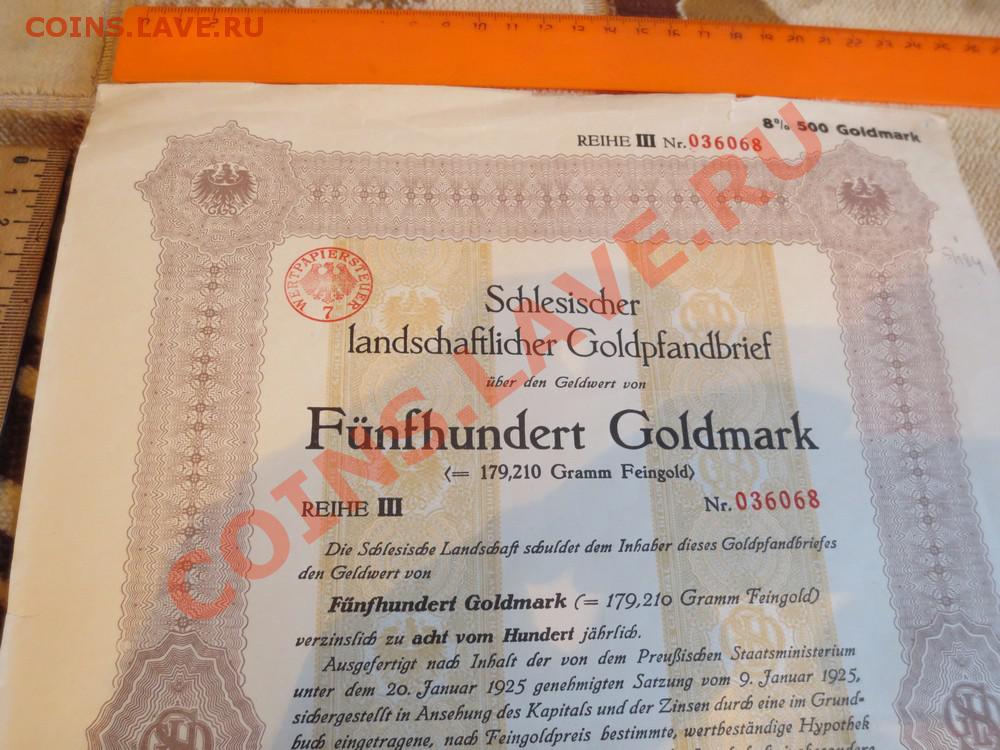 COINS.LAVE.RU
8% 500 Goldmark
REIHE III Nr. 036068
WERTPAPIERSTEUER
7
Schlesischer
landschaftlicher Goldpfandbrief
über den Geldwert von
Fünfhundert Goldmark
(= 179,210 Gramm Feingold)
REIHE III Nr. 036068
Die Schlesische Landschaft schuldet dem Inhaber dieses Goldpfandbriefes
den Geldwert von
Fünfhundert Goldmark (= 179,210 Gramm Feingold)
verzinslich zu acht vom Hundert jährlich.
Ausgefertigt nach Inhalt der von dem Preußischen Staatsministerium
unter dem 20. Januar 1925 genehmigten Satzung vom 9. Januar 1925,
sichergestellt in Ansehung des Kapitals und der Zinsen durch eine im Grund-
buch eingetragene, nach Feingoldpreis bestimmte, wertbeständige Hypothek
COINS.LAVE.RU